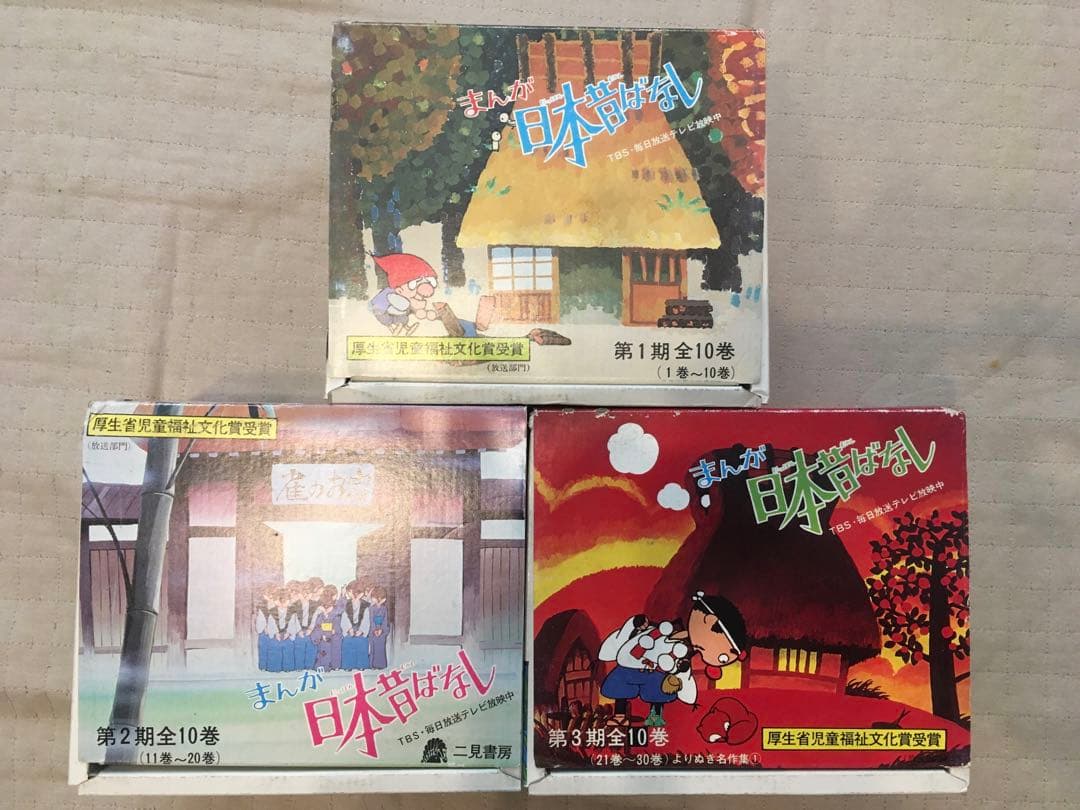 まんが
日本昔ばなし
TBS・毎日放送テレビ放映中
厚生省児童福祉文化賞受賞
(放送部門)
第1期全10巻
(1巻〜10巻)
厚生省児童福祉文化賞受賞
(放送部門)
雀のお宿
まんが
日本昔ばなし
TBS・毎日放送テレビ放映中
第2期全10巻
(11巻〜20巻)
二見書房
まんが
日本昔ばなし
TBS・毎日放送テレビ放映中
第3期全10巻
(21巻〜30巻) よりぬき名作集①
厚生省児童福祉文化賞受賞